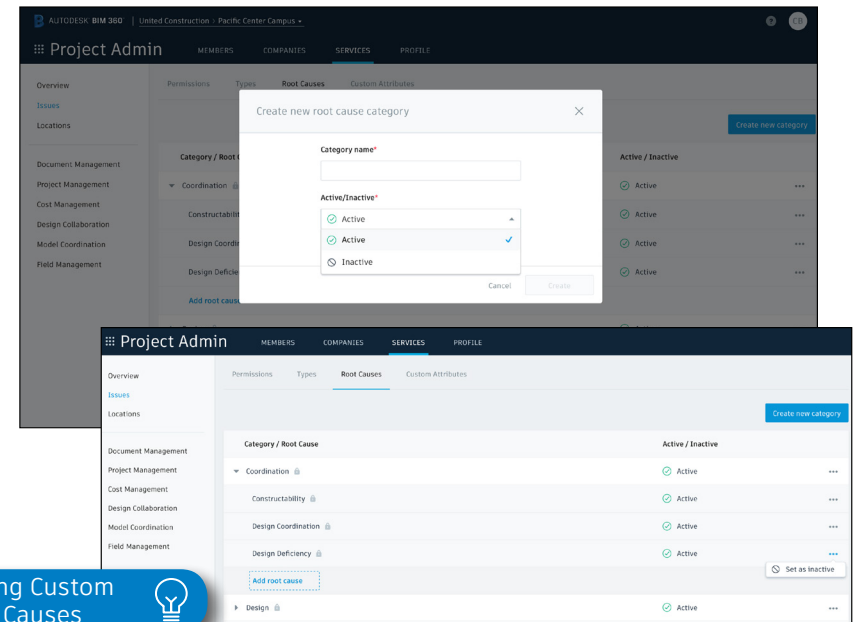 AUTODESK BIM 360 | United Construction > Pacific Center Campus
CB
Project Admin MEMBERS COMPANIES SERVICES PROFILE
Overview
Issues
Locations
Document Management
Project Management
Cost Management
Design Collaboration
Model Coordination
Field Management
Permissions Types Root Causes Custom Attributes
Create new category
Category / Root Active / Inactive
Coordination Active
Constructabilit Active
Design Coordin Active
Design Deficie Active
Add root caus
Create new root cause category
Category name*
Active/Inactive*
Active
Active
Inactive
Cancel Create
Project Admin MEMBERS COMPANIES SERVICES PROFILE
Overview
Issues
Locations
Document Management
Project Management
Cost Management
Design Collaboration
Model Coordination
Field Management
Permissions Types Root Causes Custom Attributes
Create new category
Category / Root Cause Active / Inactive
Coordination Active
Constructability Active
Design Coordination Active
Design Deficiency Active
Set as inactive
Add root cause
Design Active
ng Custom
Causes